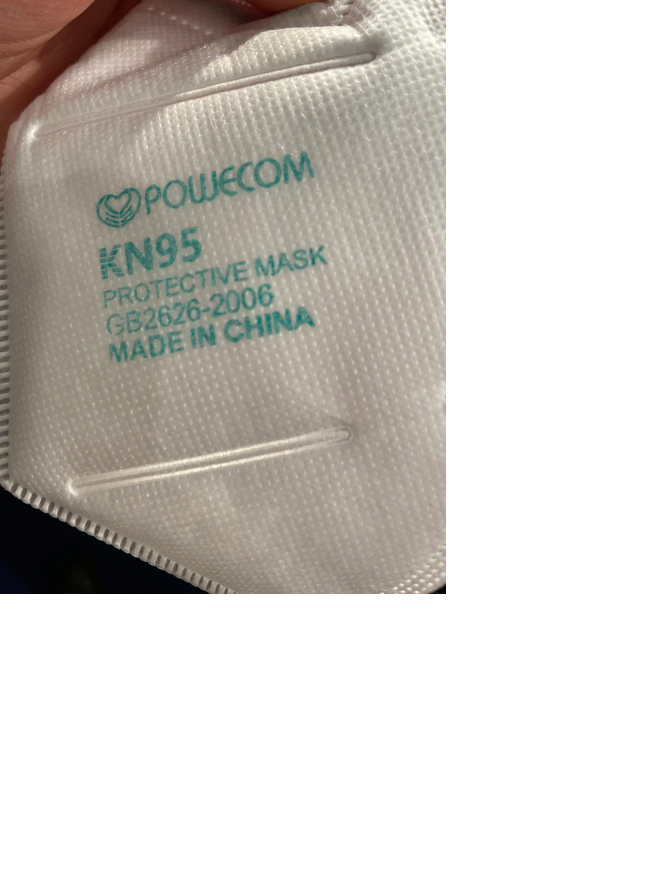 POWECOM
KN95
PROTECTIVE MASK
GB2626-2006
MADE IN CHINA